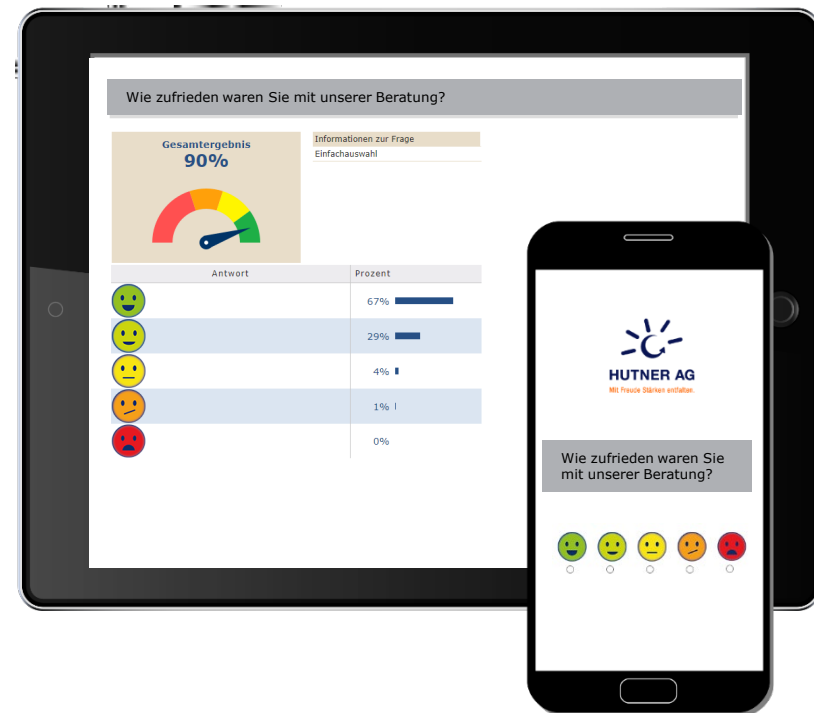 Wie zufrieden waren Sie mit unserer Beratung?
Gesamtergebnis
90%
Informationen zur Frage
Einfachauswahl
Antwort Prozent
67%
29%
4%
1%
0%
HUTNER AG
Mit Freude Stärken entfalten.
Wie zufrieden waren Sie
mit unserer Beratung?